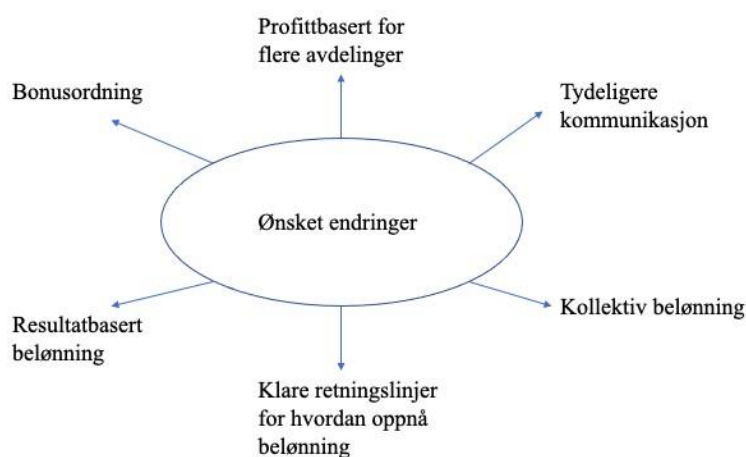 Profittbasert for
flere avdelinger
Bonusordning
Tydeligere
kommunikasjon
Ønsket endringer
Resultatbasert
belønning
Kollektiv belønning
Klare retningslinjer
for hvordan oppnå
belønning